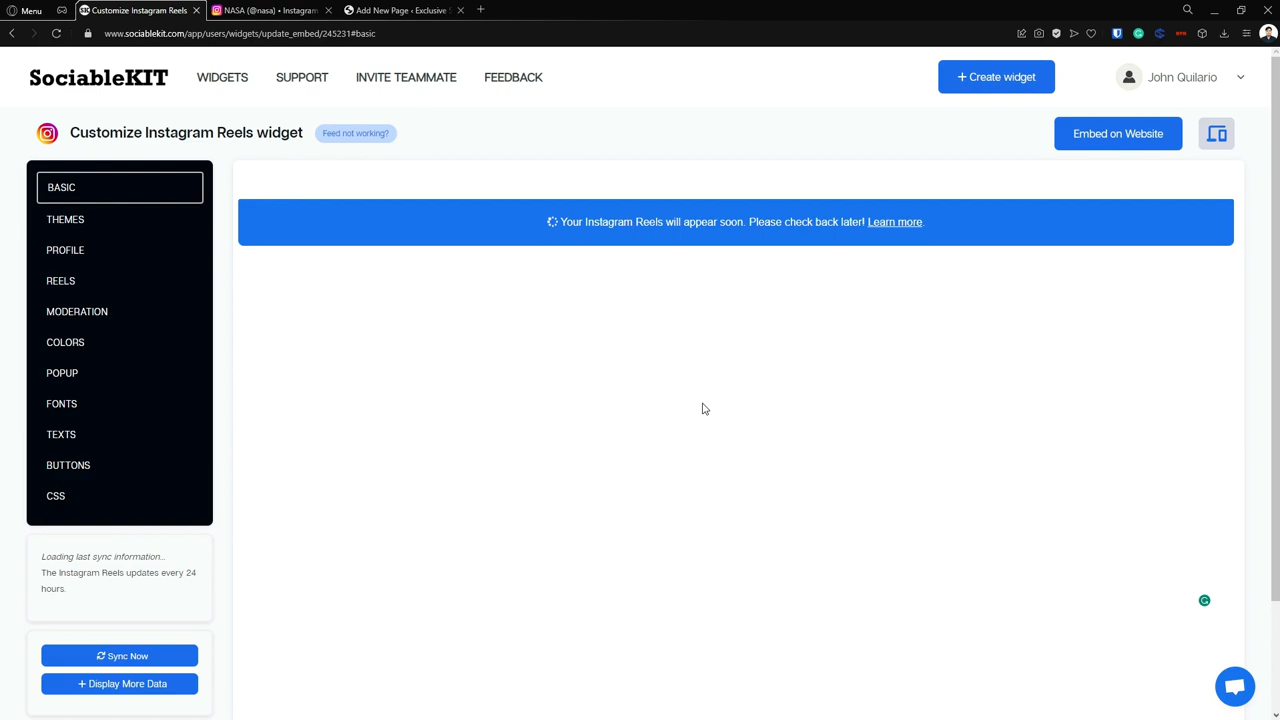 Menu
Customize Instagram Reels
NASA (@nasa) • Instagram
Add New Page ‹ Exclusive S
www.sociablekit.com/app/users/widgets/update_embed/245231#basic
SociableKIT
WIDGETS
SUPPORT
INVITE TEAMMATE
FEEDBACK
+ Create widget
John Quilario
Customize Instagram Reels widget
Feed not working?
Embed on Website
BASIC
THEMES
PROFILE
REELS
MODERATION
COLORS
POPUP
FONTS
TEXTS
BUTTONS
CSS
Your Instagram Reels will appear soon. Please check back later! Learn more.
Loading last sync information...
The Instagram Reels updates every 24
hours.
Sync Now
+ Display More Data